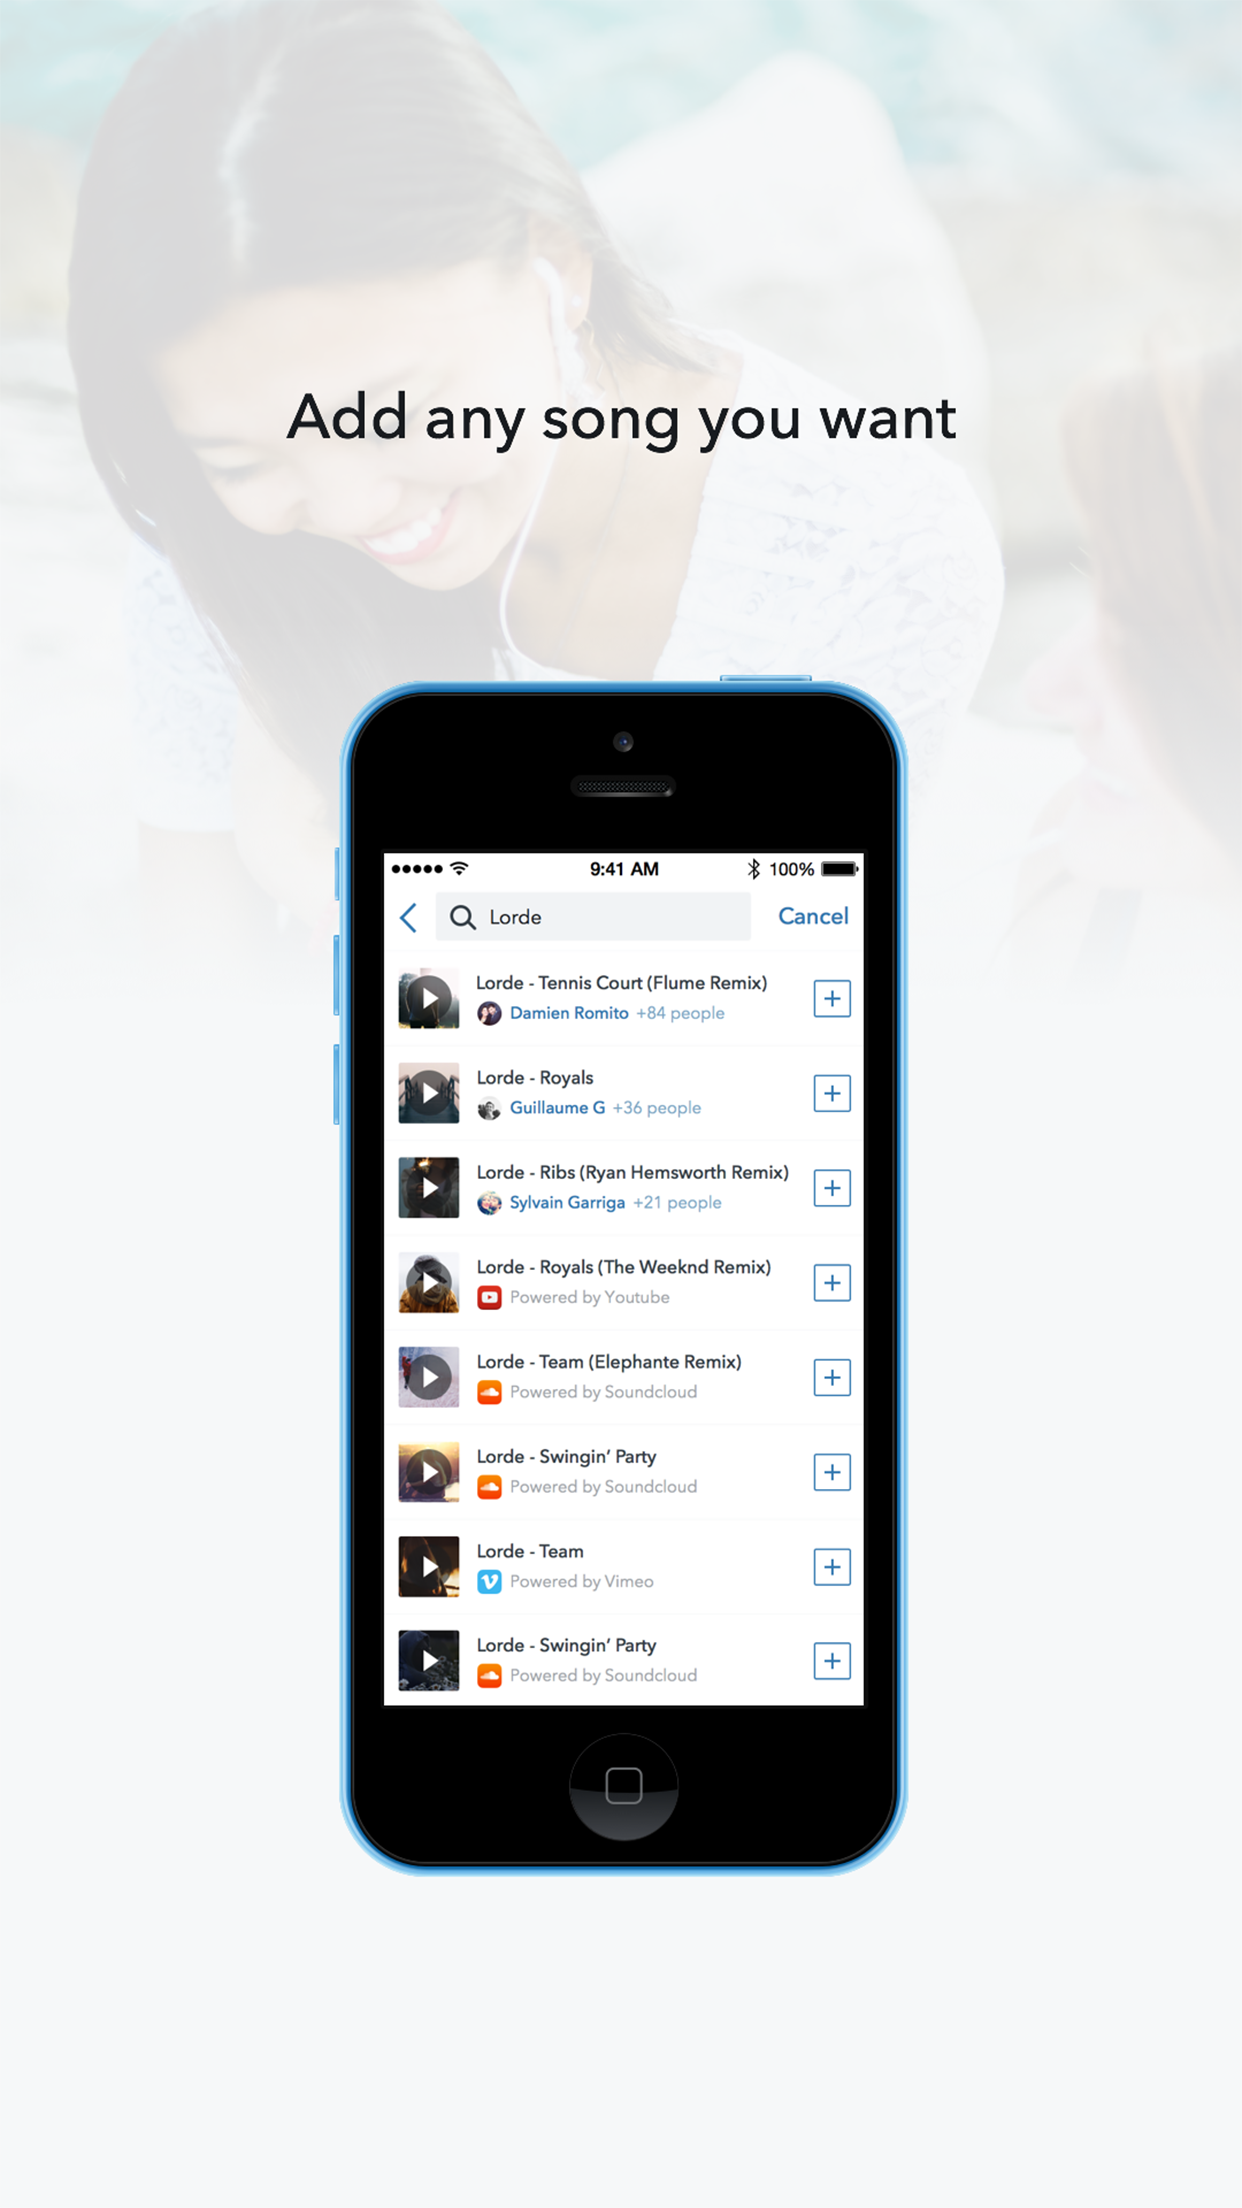 Add any song you want
9:41 AM
100%
Lorde
Cancel
Lorde - Tennis Court (Flume Remix)
Damien Romito +84 people
Lorde - Royals
Guillaume G +36 people
Lorde - Ribs (Ryan Hemsworth Remix)
Sylvain Garriga +21 people
Lorde - Royals (The Weeknd Remix)
Powered by Youtube
Lorde - Team (Elephante Remix)
Powered by Soundcloud
Lorde - Swingin’ Party
Powered by Soundcloud
Lorde - Team
Powered by Vimeo
Lorde - Swingin’ Party
Powered by Soundcloud